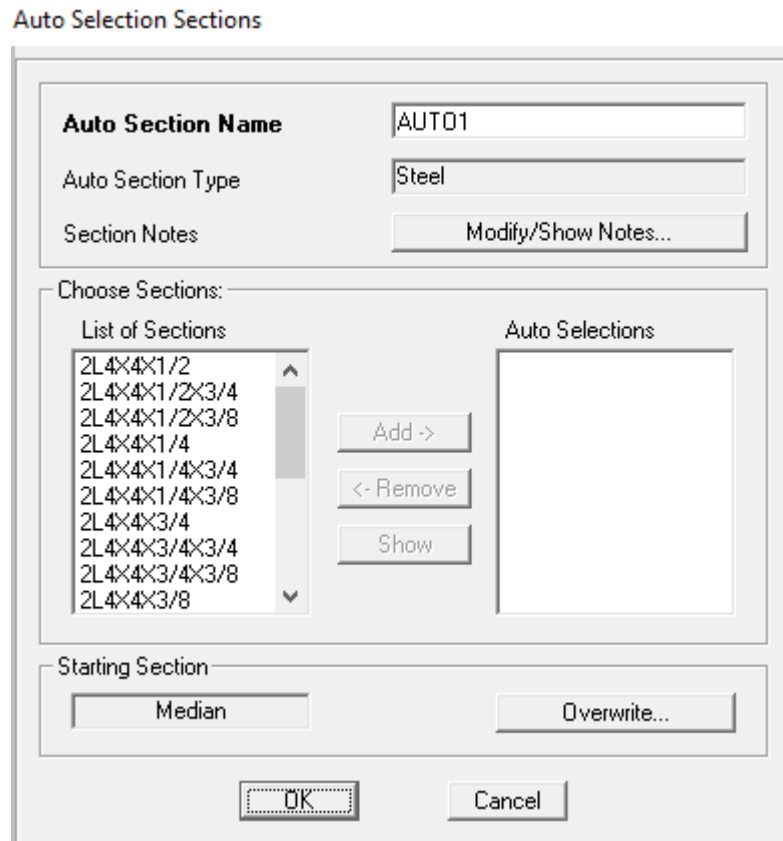 Auto Selection Sections
Auto Section Name AUTO1
Auto Section Type Steel
Section Notes Modify/Show Notes...
Choose Sections:
List of Sections Auto Selections
2L4X4X1/2
2L4X4X1/2X3/4
2L4X4X1/2X3/8
2L4X4X1/4
2L4X4X1/4X3/4
2L4X4X1/4X3/8
2L4X4X3/4
2L4X4X3/4X3/4
2L4X4X3/4X3/8
2L4X4X3/8
Add ->
<- Remove
Show
Starting Section
Median Overwrite...
OK Cancel